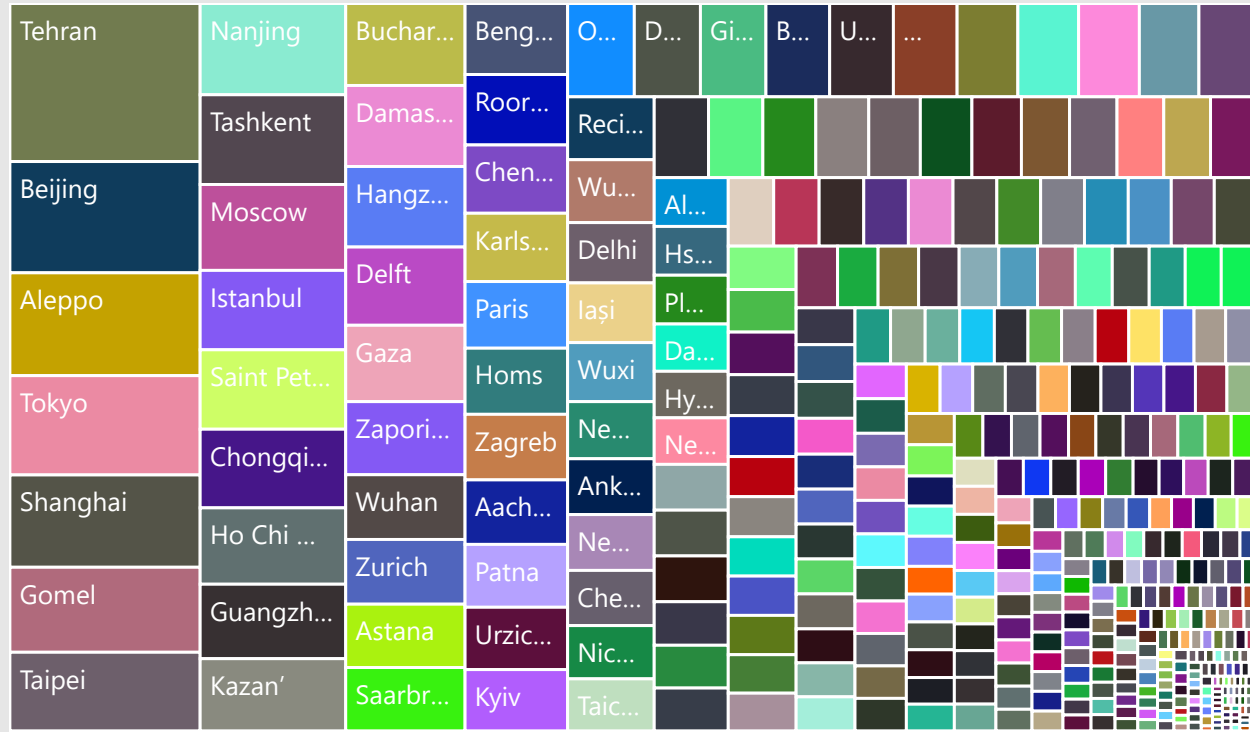 Tehran
Beijing
Aleppo
Tokyo
Shanghai
Gomel
Taipei
Nanjing
Tashkent
Moscow
Istanbul
Saint Pet...
Chongqi...
Ho Chi ...
Guangzh...
Kazan’
Buchar...
Damas...
Hangz...
Delft
Gaza
Zapori...
Wuhan
Zurich
Astana
Saarbr...
Beng...
Roor...
Chen...
Karls...
Paris
Homs
Zagreb
Aach...
Patna
Urzic...
Kyiv
O...
D...
Gi...
B...
U...
...
Reci...
Wu...
Delhi
Iași
Wuxi
Ne...
Ank...
Ne...
Che...
Nic...
Taic...
Al...
Hs...
Pl...
Da...
Hy...
Ne...